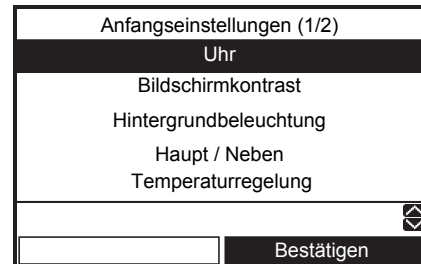 Anfangseinstellungen (1/2)
Uhr
Bildschirmkontrast
Hintergrundbeleuchtung
Haupt / Neben
Temperaturregelung
Bestätigen